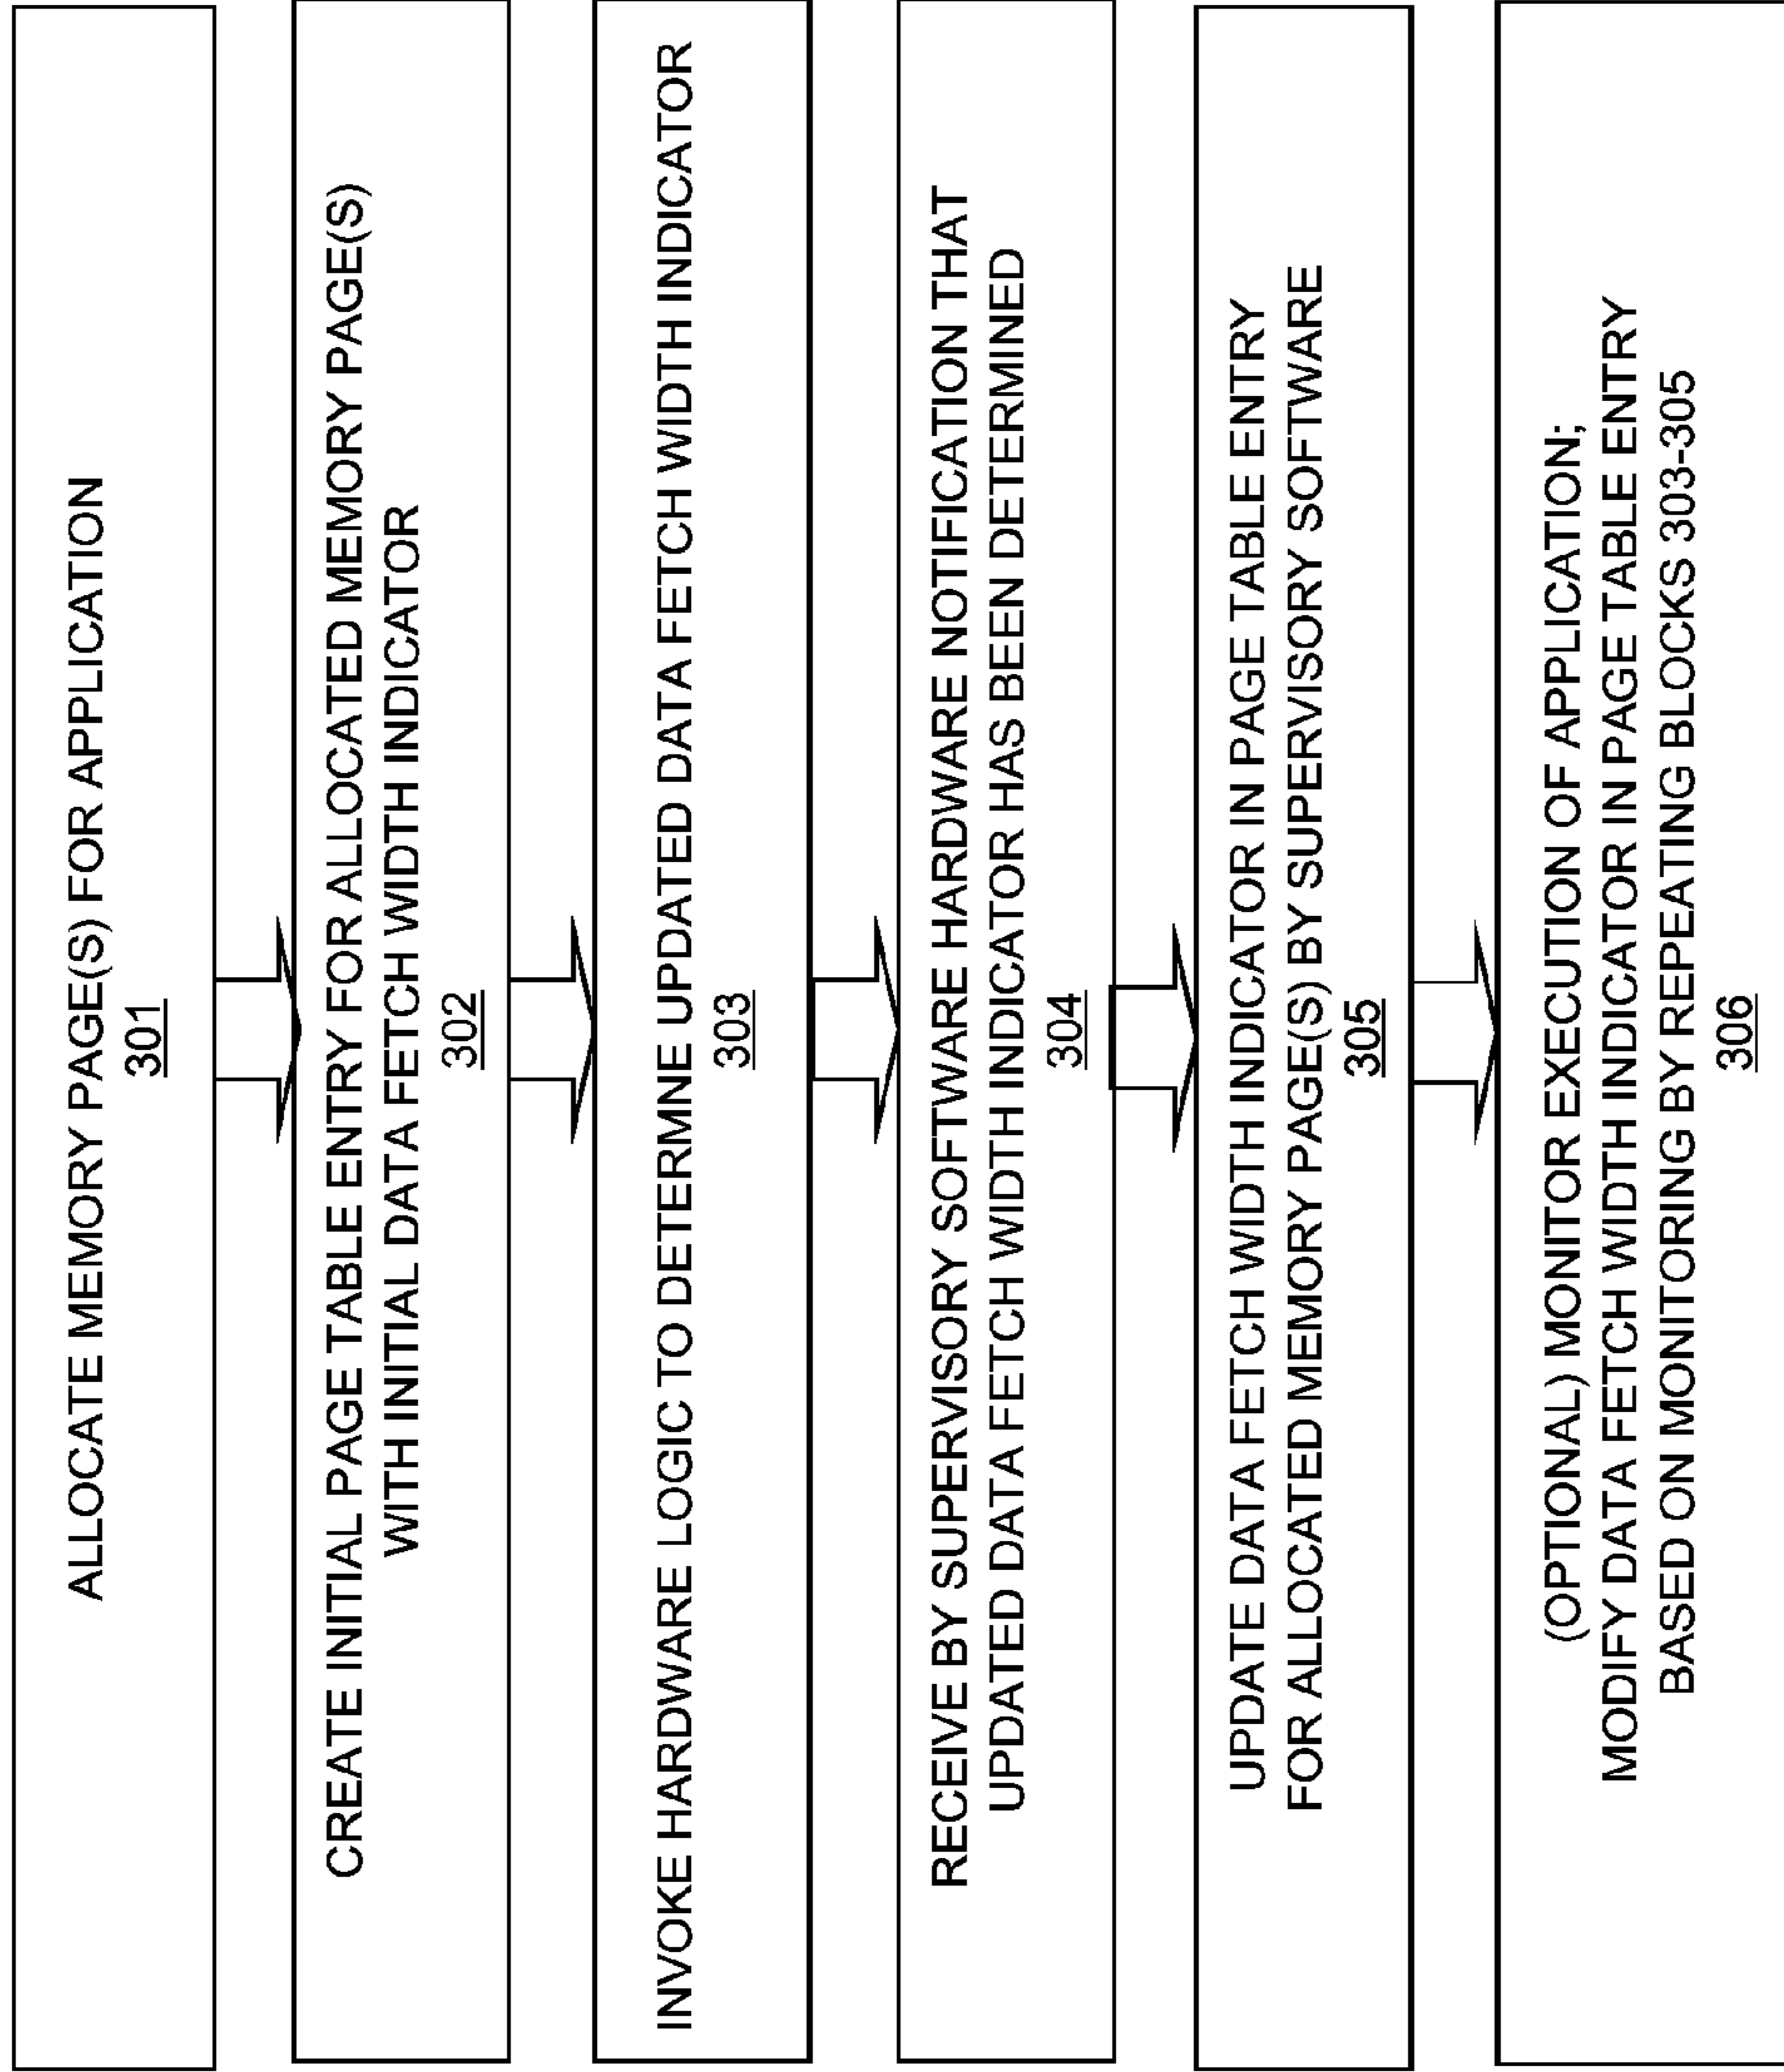 ALLOCATE MEMORY PAGE(S) FOR APPLICATION
301
CREATE INITIAL PAGE TABLE ENTRY FOR ALLOCATED MEMORY PAGE(S)
WITH INITIAL DATA FETCH WIDTH INDICATOR
302
INVOKE HARDWARE LOGIC TO DETERMNE UPDATED DATA FETCH WIDTH INDICATOR
303
RECEIVE BY SUPERVISORY SOFTWARE HARDWARE NOTIFICATION THAT
UPDATED DATA FETCH WIDTH INDICATOR HAS BEEN DETERMINED
304
UPDATE DATA FETCH WIDTH INDICATOR IN PAGE TABLE ENTRY
FOR ALLOCATED MEMORY PAGE(S) BY SUPERVISORY SOFTWARE
305
(OPTIONAL) MONITOR EXECUTION OF APPLICATION;
MODIFY DATA FETCH WIDTH INDICATOR IN PAGE TABLE ENTRY
BASED ON MONITORING BY REPEATING BLOCKS 303-305
306